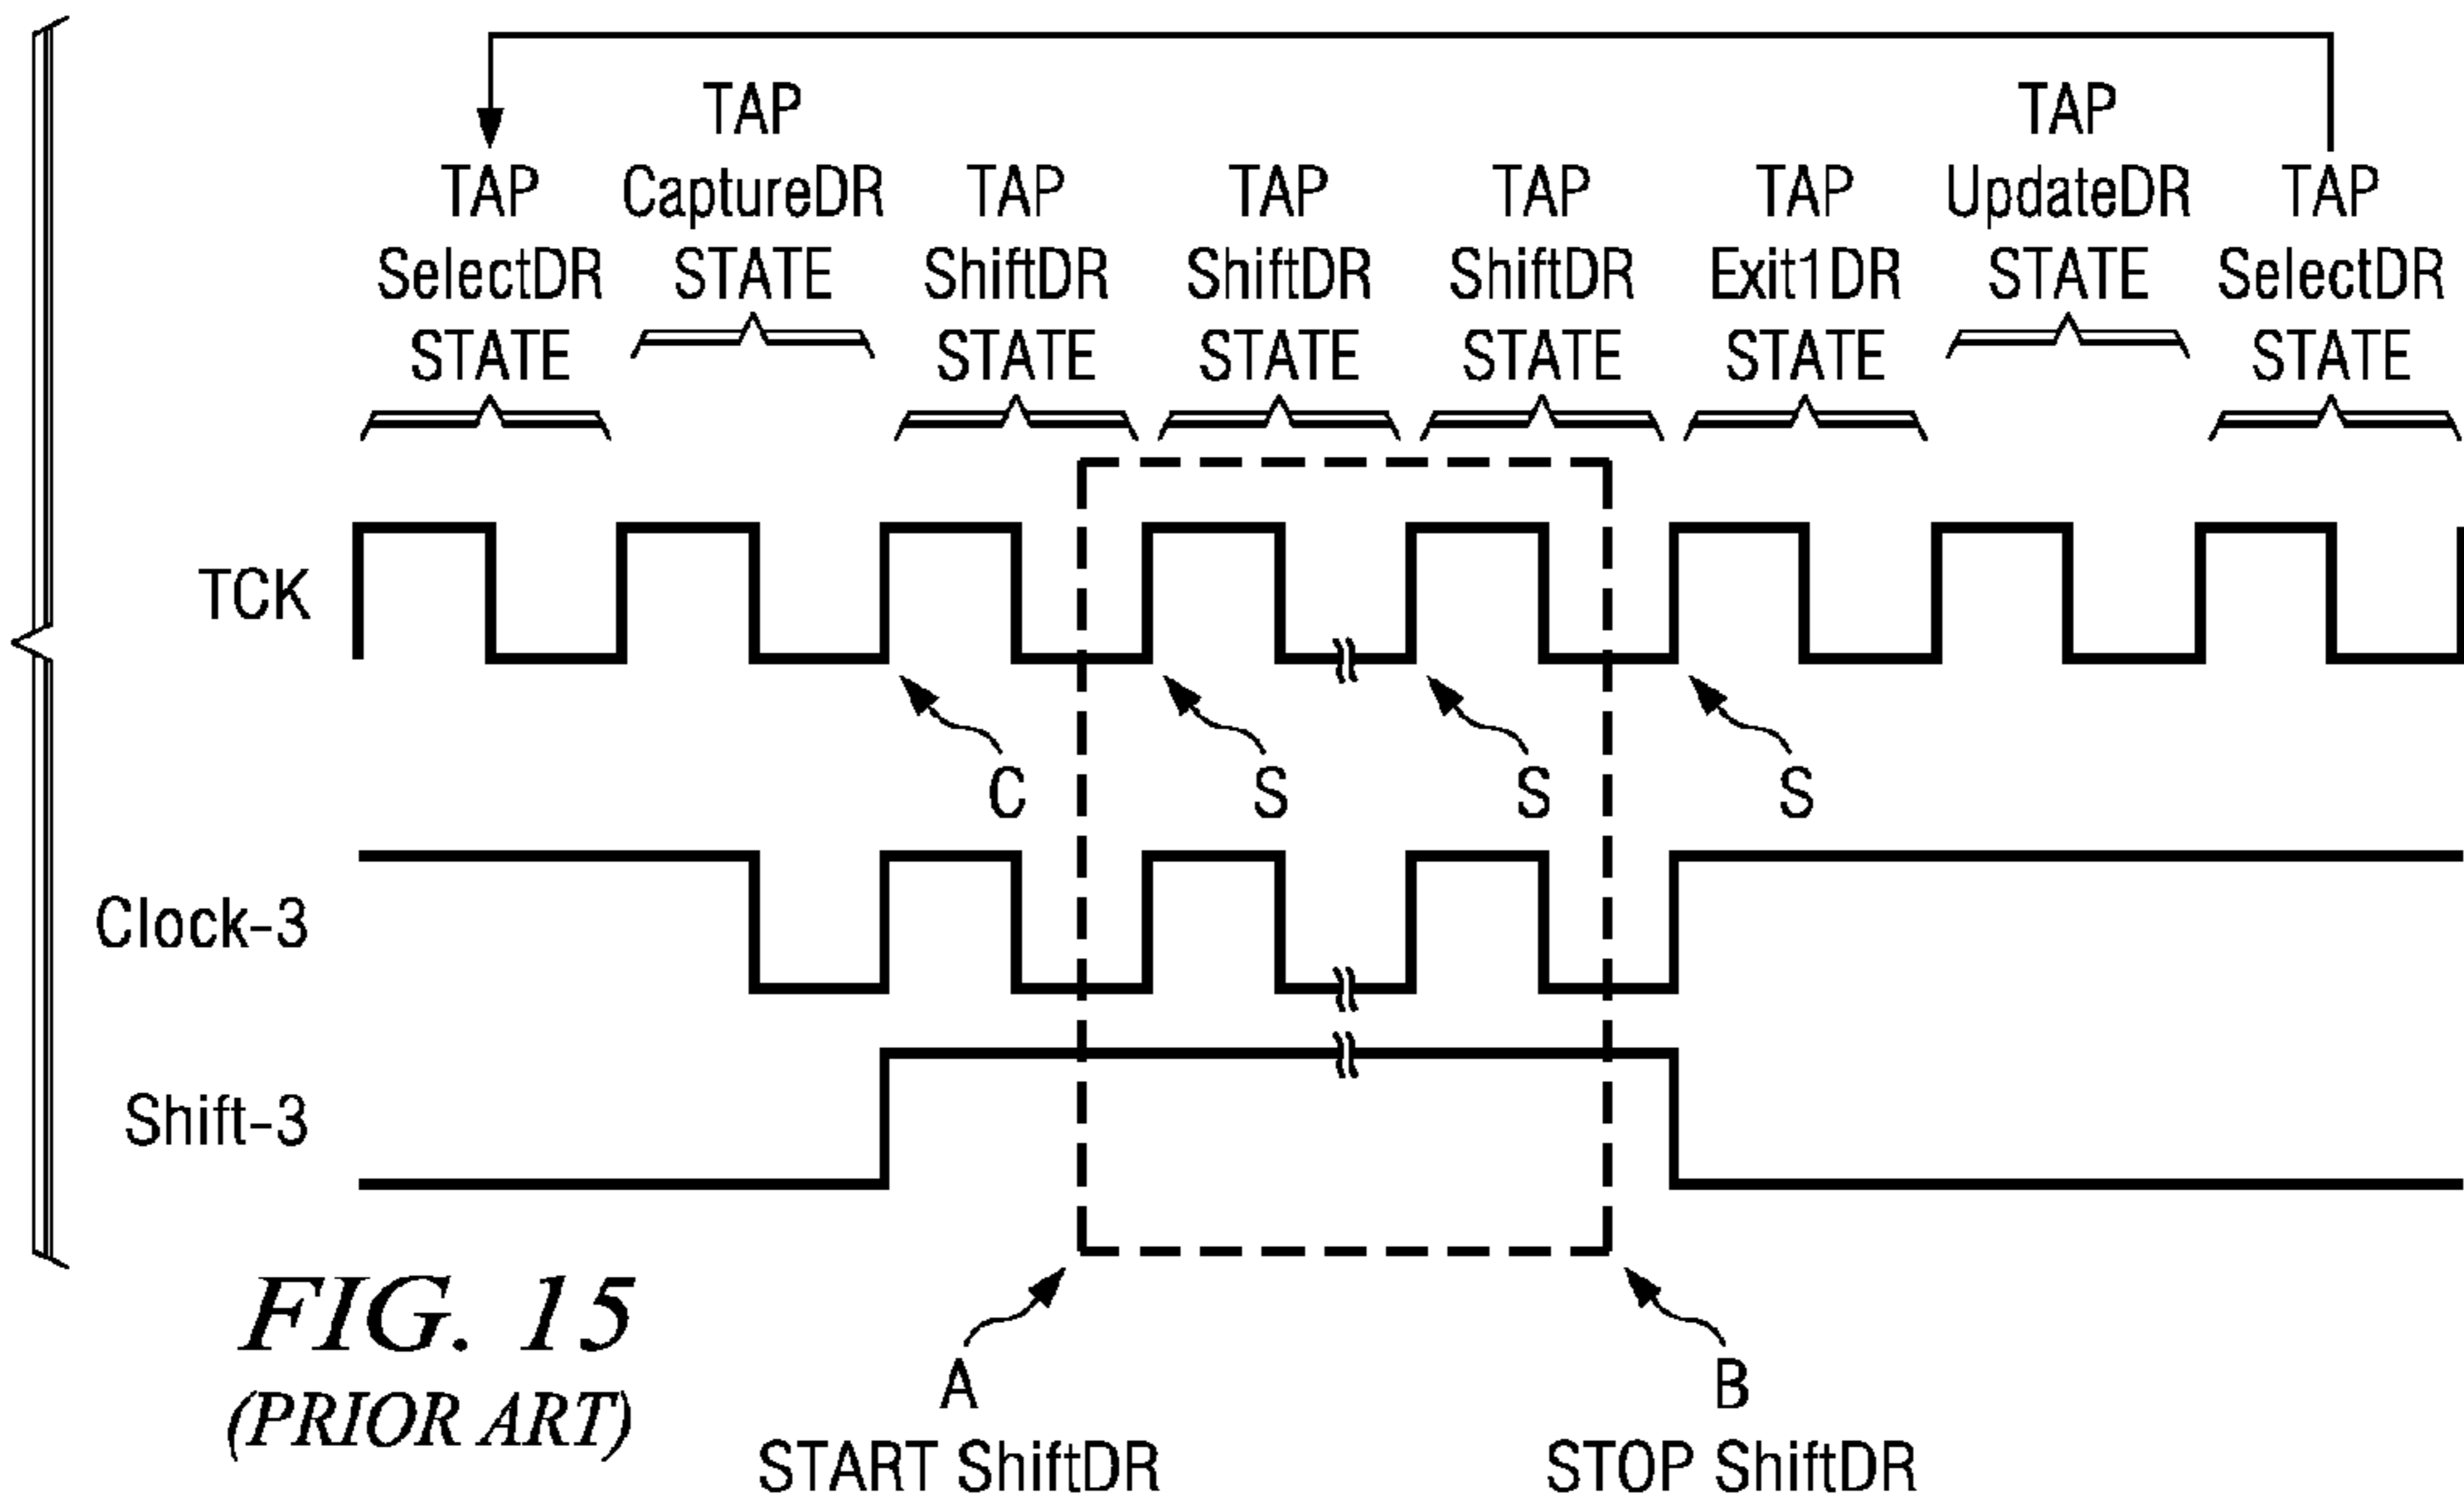 TAP
SelectDR
STATE
TAP
CaptureDR
STATE
TAP
ShiftDR
STATE
TAP
ShiftDR
STATE
TAP
ShiftDR
STATE
TAP
Exit1DR
STATE
TAP
UpdateDR
STATE
TAP
SelectDR
STATE
TCK
C
S
S
S
Clock-3
Shift-3
A
START ShiftDR
B
STOP ShiftDR
FIG. 15
(PRIOR ART)